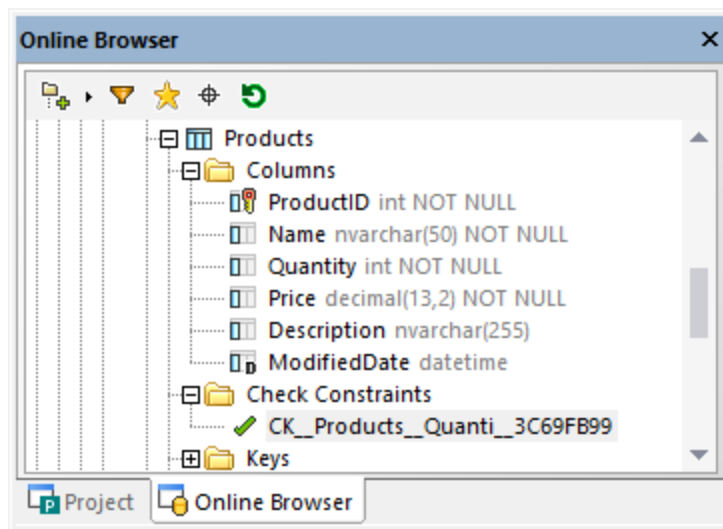 Online Browser
Products
Columns
ProductID int NOT NULL
Name nvarchar(50) NOT NULL
Quantity int NOT NULL
Price decimal(13,2) NOT NULL
Description nvarchar(255)
ModifiedDate datetime
Check Constraints
CK__Products__Quanti__3C69FB99
Keys
Project Online Browser